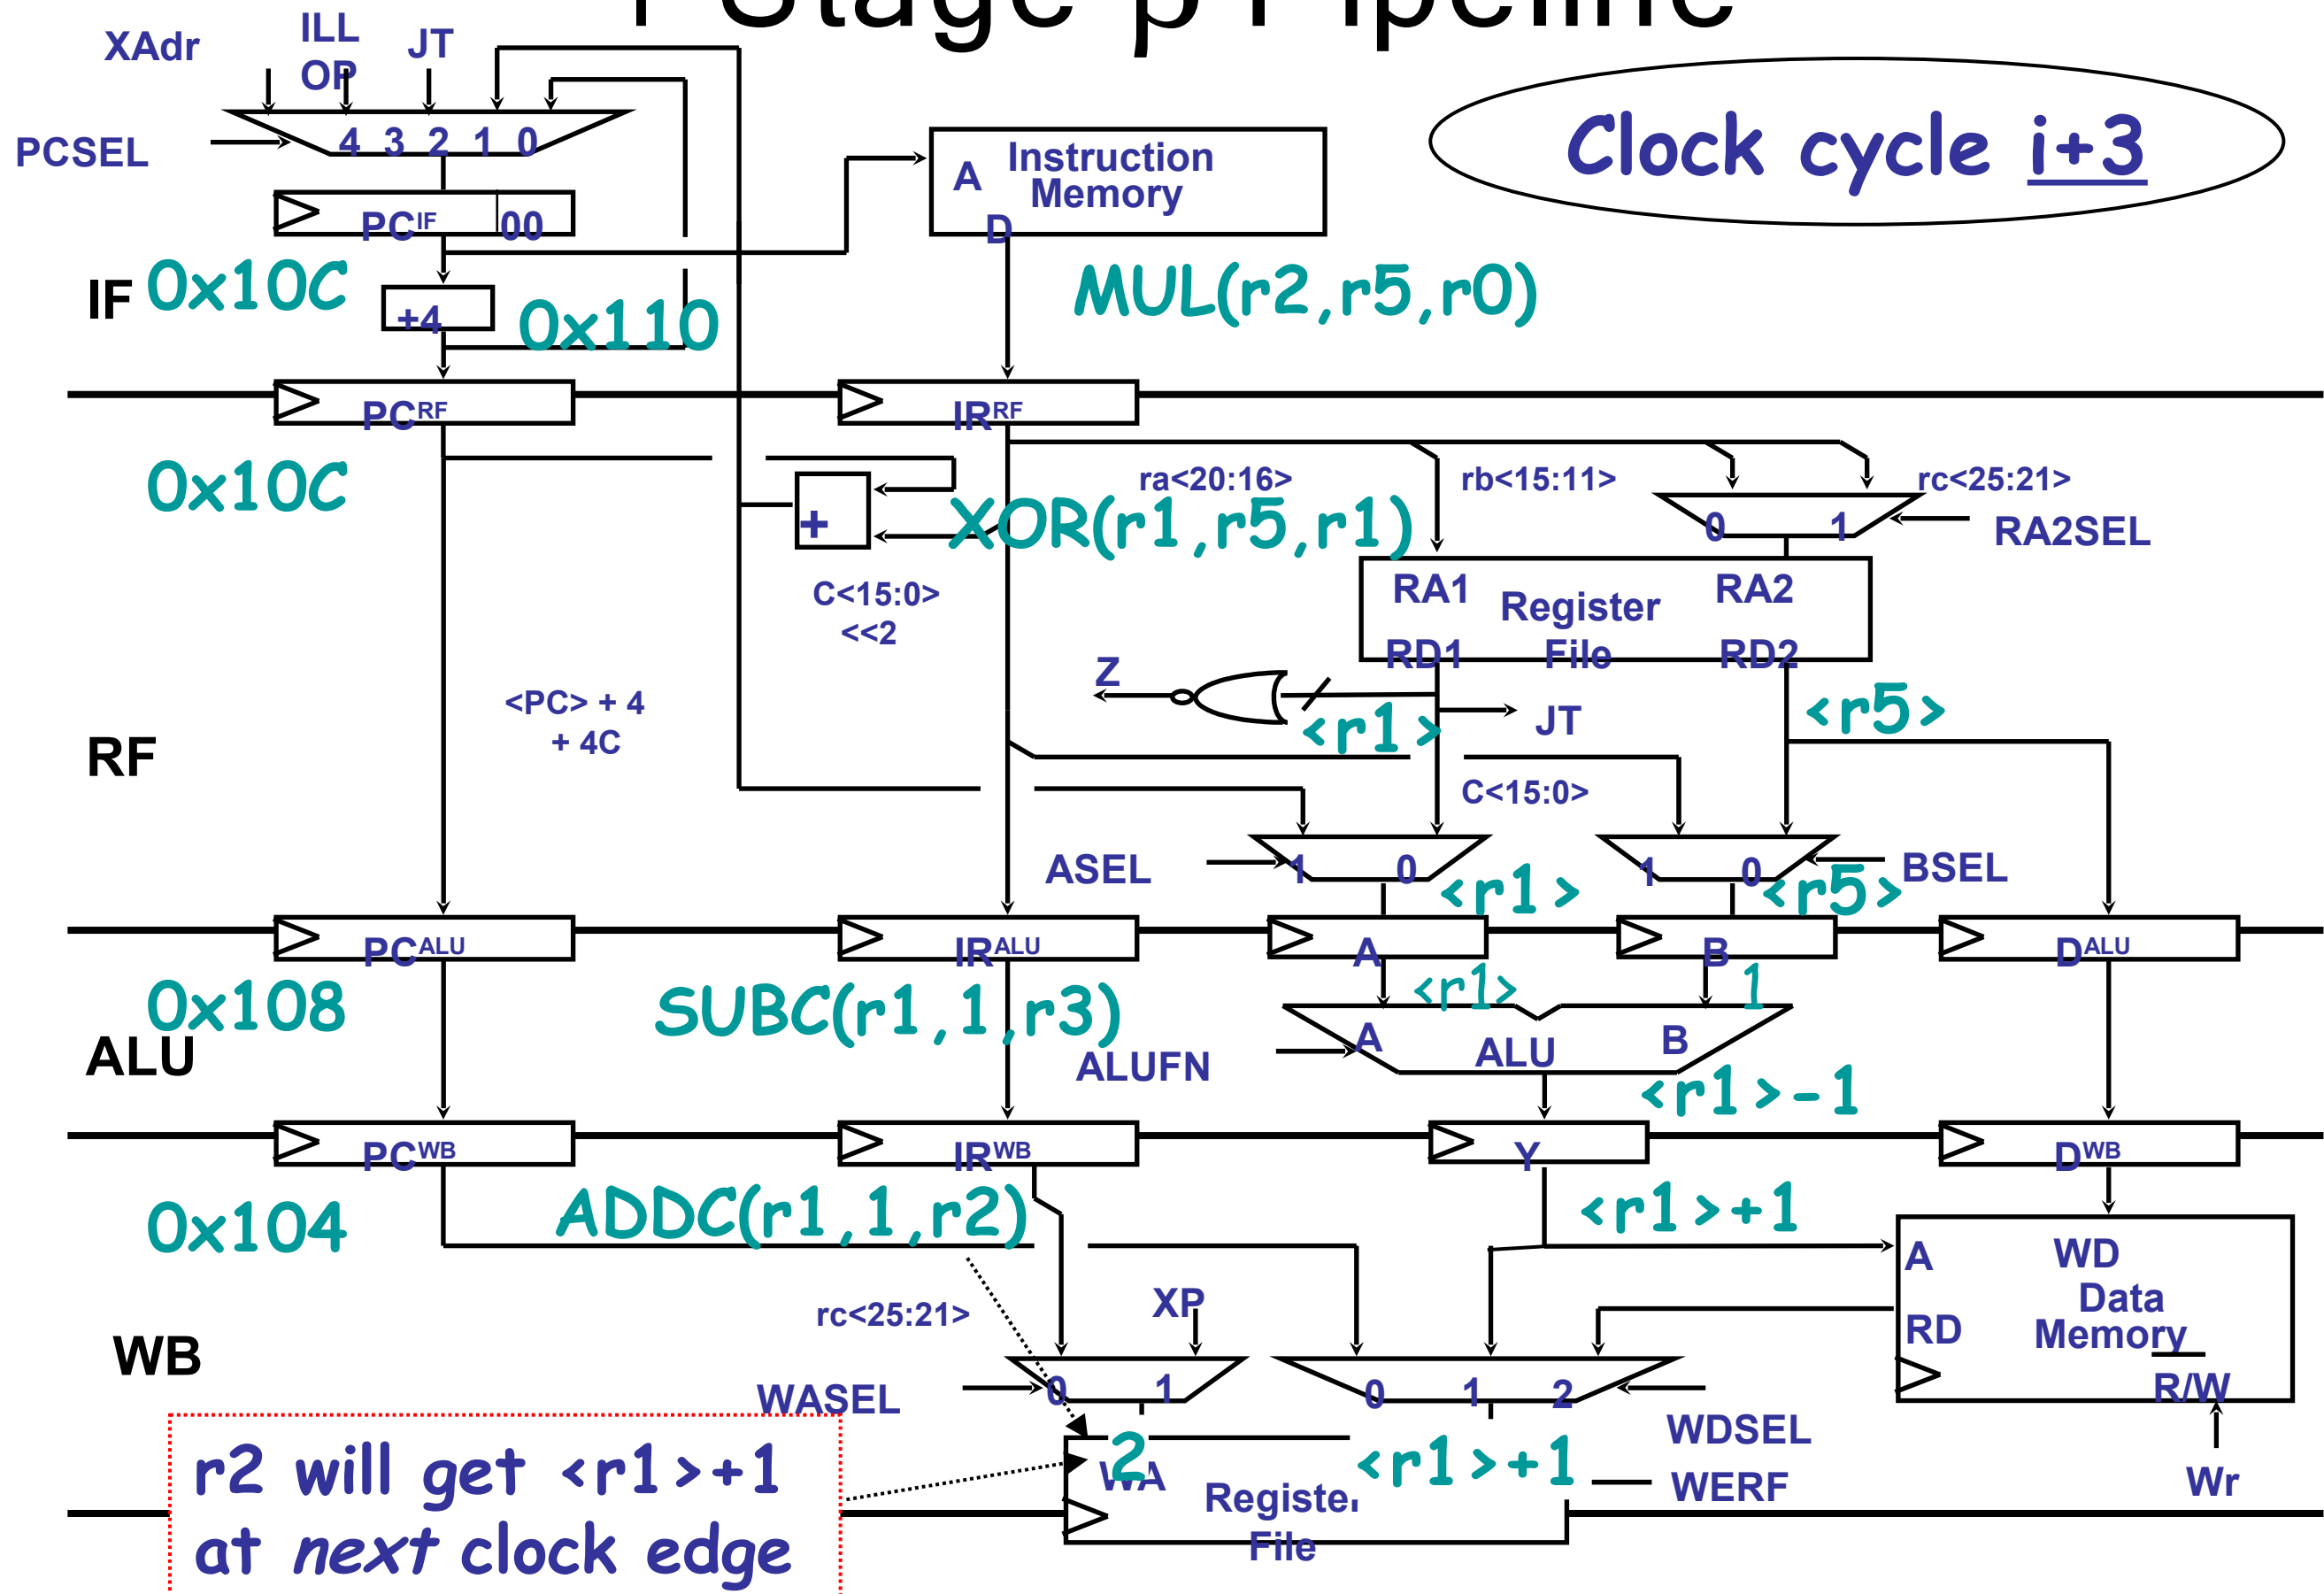 Stage β Pipeline
XAdr
ILL
OP
JT
PCSEL
4 3 2 1 0
Clock cycle i+3
A
Instruction
Memory
D
PCIF
00
IF
0x10C
+4
0x110
MUL(r2,r5,r0)
PCRF
IRRF
0x10C
ra<20:16>
rb<15:11>
rc<25:21>
+
XOR(r1,r5,r1)
0 1
RA2SEL
C<15:0>
<<2
RA1
Register
File
RA2
RD1
RD2
Z
<r1>
JT
<r5>
<PC> + 4
+ 4C
RF
C<15:0>
ASEL
1 0
<r1>
1 0
<r5>
BSEL
PCALU
IRALU
A
B
DALU
0x108
SUBC(r1,1,r3)
<r1>
1
ALU
A
ALU
B
ALUFN
<r1>-1
PCWB
IRWB
Y
DWB
0x104
ADDC(r1,1,r2)
<r1>+1
A
WD
Data
Memory
RD
R/W
rc<25:21>
XP
WB
WASEL
0 1
0 1 2
WDSEL
2
<r1>+1
WA
Register
File
WERF
Wr
r2 will get <r1>+1
at next clock edge